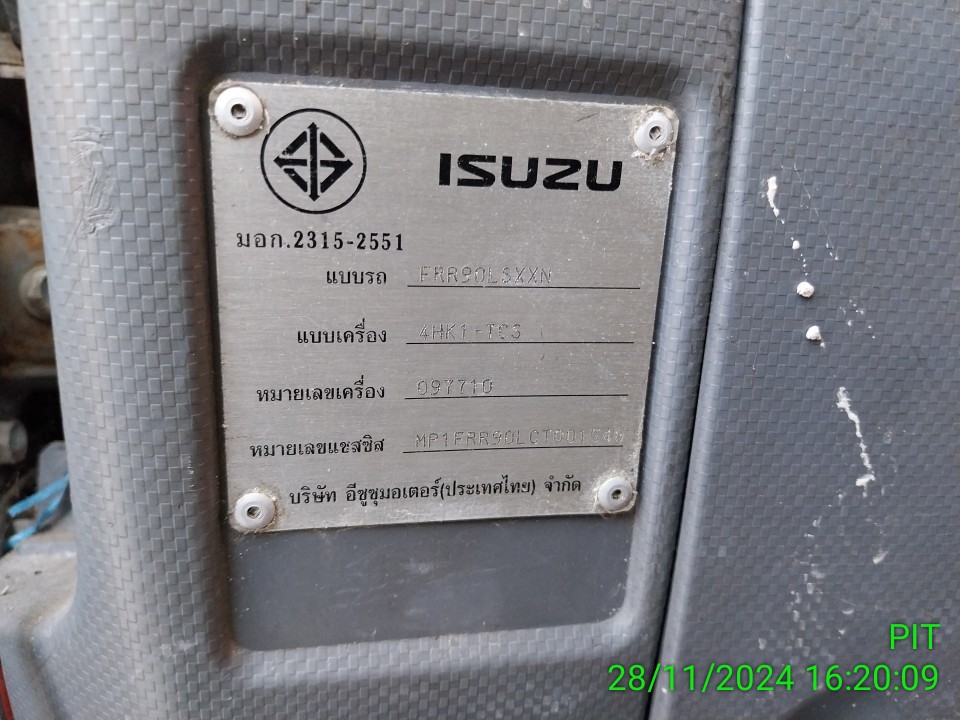 ISUZU
มอก.2315-2551
แบบรถ FRR90LSXXN
แบบเครื่อง 4HK1-TCS
หมายเลขเครื่อง 097710
หมายเลขแชสซิส
บริษัท อีซูซุมอเตอร์(ประเทศไทย) จำกัด
PIT
28/11/2024 16:20:09